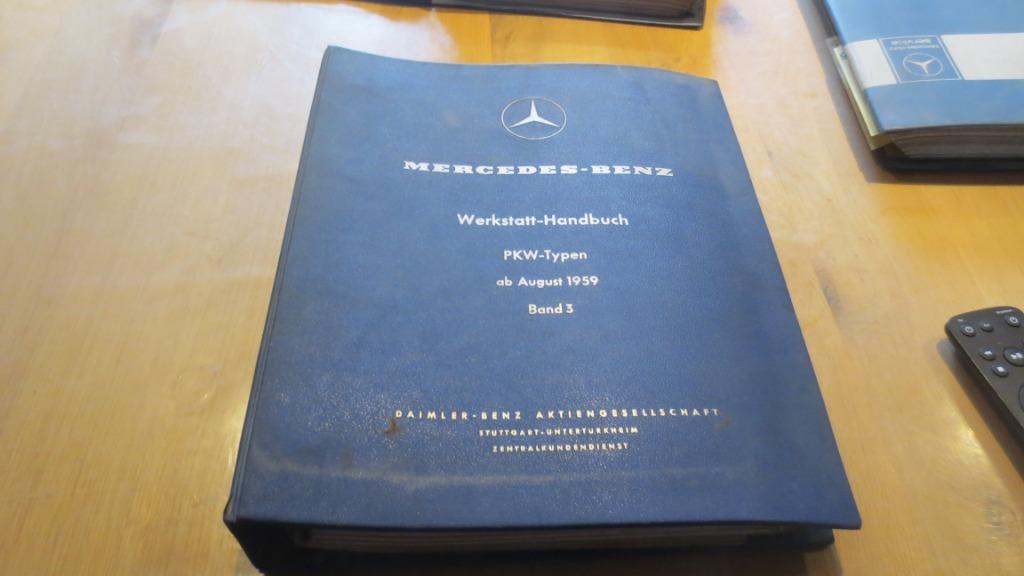 MERCEDES-BENZ
Werkstatt-Handbuch
PKW-Typen
ab August 1959
Band 3
DAIMLER-BENZ AKTIENGESELLSCHAFT
STUTTGART-UNTERTÜRKHEIM
ZENTRALKUNDENDIENST